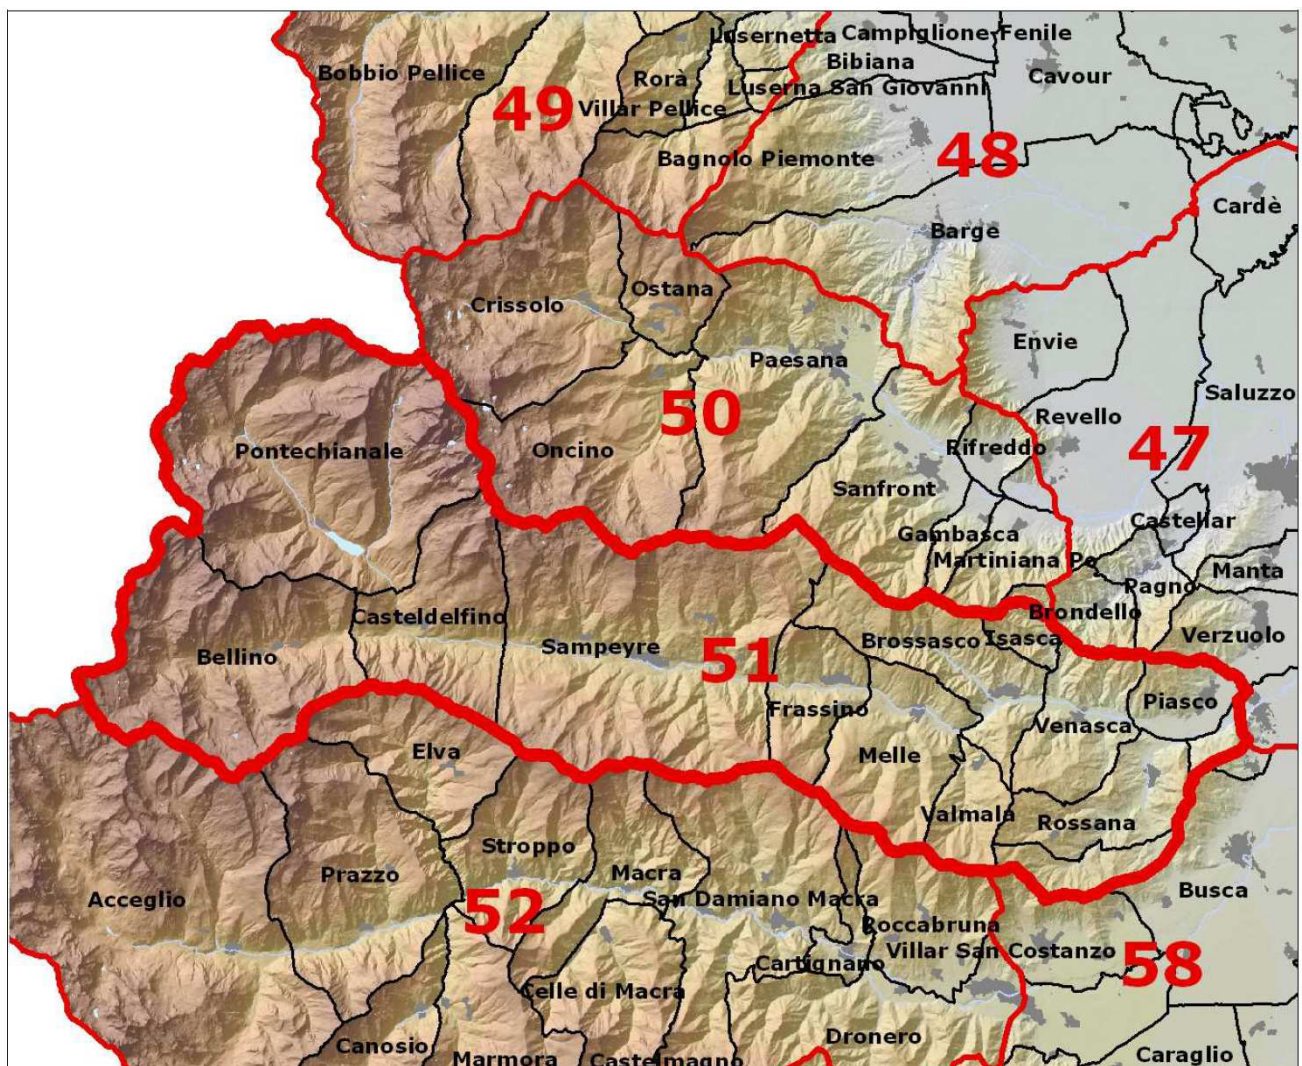 Lusernetta
Campiglione-Fenile
Bibiana
Bobbio Pellice
Rorà
Cavour
Luserna San Giovanni
49
Villar Pellice
Bagnolo Piemonte
48
Cardè
Barge
Ostana
Crissolo
Envie
Paesana
Saluzzo
50
Revello
Oncino
Pontechianale
Rifreddo
47
Sanfront
Castellar
Gambasca
Martiniana Po
Manta
Pagno
Brondello
Casteldelfino
Verzuolo
Brossasco
Isasca
Sampeyre
51
Bellino
Frassino
Piasco
Venasca
Elva
Melle
Valmala
Rossana
Stroppo
Macra
Prazzo
Busca
Acceglio
San Damiano Macra
52
Roccabruna
Villar San Costanzo
58
Cartignano
Celle di Macra
Dronero
Canosio
Marmora
Castelmagno
Caraglio